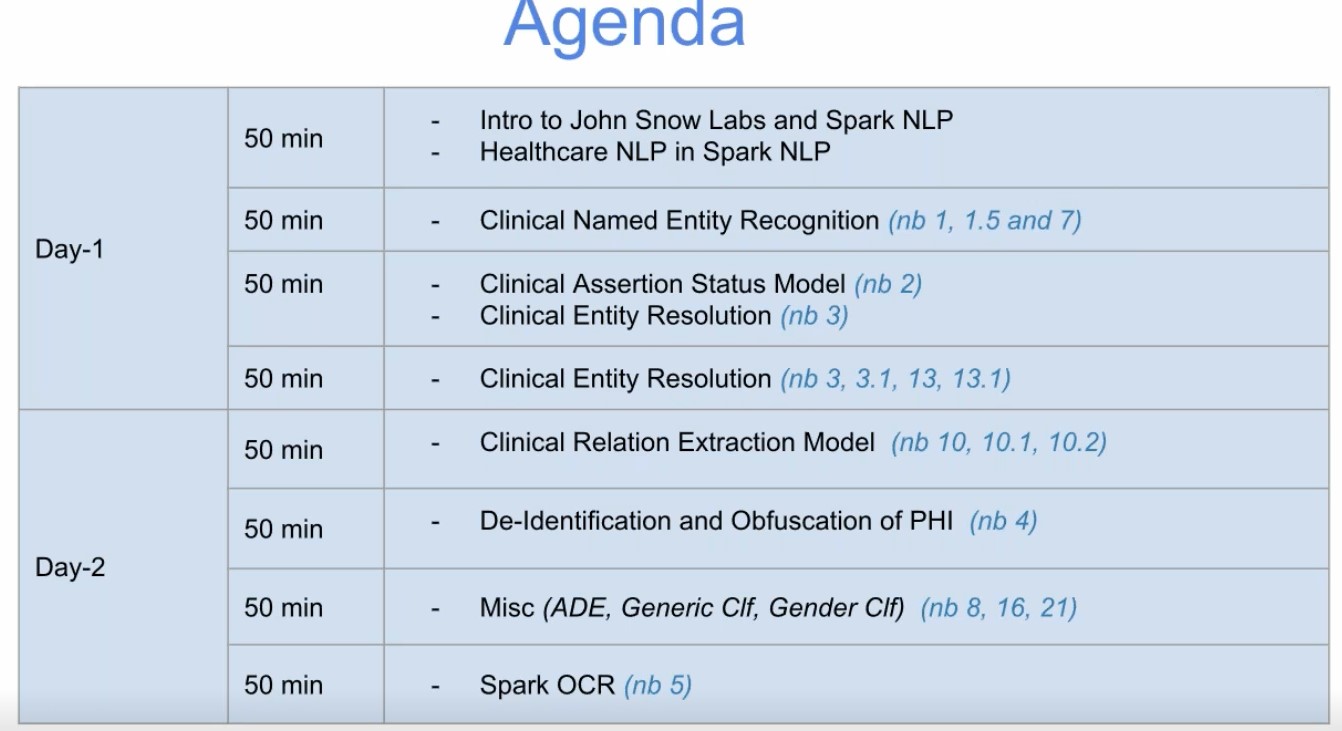 Agenda
Day-1
50 min
- Intro to John Snow Labs and Spark NLP
- Healthcare NLP in Spark NLP
50 min
- Clinical Named Entity Recognition (nb 1, 1.5 and 7)
50 min
- Clinical Assertion Status Model (nb 2)
- Clinical Entity Resolution (nb 3)
50 min
- Clinical Entity Resolution (nb 3, 3.1, 13, 13.1)
Day-2
50 min
- Clinical Relation Extraction Model (nb 10, 10.1, 10.2)
50 min
- De-Identification and Obfuscation of PHI (nb 4)
50 min
- Misc (ADE, Generic Clf, Gender Clf) (nb 8, 16, 21)
50 min
- Spark OCR (nb 5)